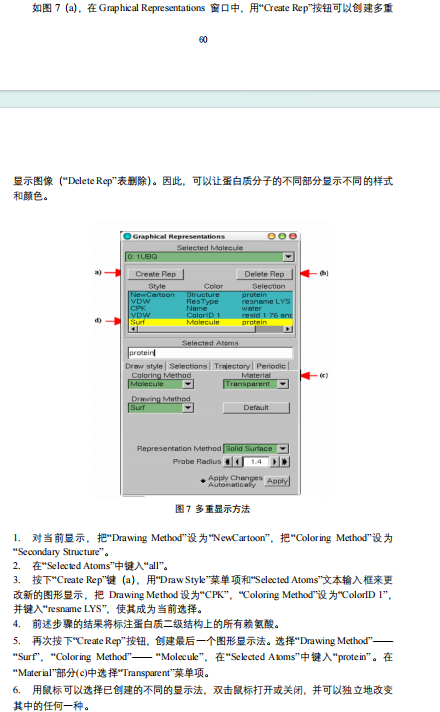 如图 7 (a)，在 Graphical Representations 窗口中，用“Create Rep”按钮可以创建多重
60
显示图像（“Delete Rep”表删除）。因此，可以让蛋白质分子的不同部分显示不同的样式
和颜色。
Graphical Representations
Selected Molecule
0: 1UBQ
a)
Create Rep
Delete Rep
(b)
Style Color Selection
NewCartoon Structure protein
VDW ResType resname LYS
CPK Name water
VDW ColorID 1 resid 1 76 and
d)
Surf Molecule protein
Selected Atoms
protein
Draw style Selections Trajectory Periodic
Coloring Method Material
(c)
Molecule Transparent
Drawing Method
Surf Default
Representation Method Solid Surface
Probe Radius 1.4
Apply Changes
Automatically Apply
图 7 多重显示方法
1. 对当前显示，把“Drawing Method”设为“NewCartoon”，把“Coloring Method”设为
“Secondary Structure”。
2. 在“Selected Atoms”中键入“all”。
3. 按下“Create Rep”键（a），用“Draw Style”菜单项和“Selected Atoms”文本输入框来更
改新的图形显示，把 Drawing Method 设为“CPK”，“Coloring Method”设为“ColorID 1”，
并键入“resname LYS”，使其成为当前选择。
4. 前述步骤的结果将标注蛋白质二级结构上的所有赖氨酸。
5. 再次按下“Create Rep”按钮，创建最后一个图形显示法。选择“Drawing Method”——
“Surf”，“Coloring Method”—— “Molecule”，在“Selected Atoms”中键入“protein”。在
“Material”部分(c)中选择“Transparent”菜单项。
6. 用鼠标可以选择已创建的不同的显示法，双击鼠标打开或关闭，并可以独立地改变
其中的任何一种。